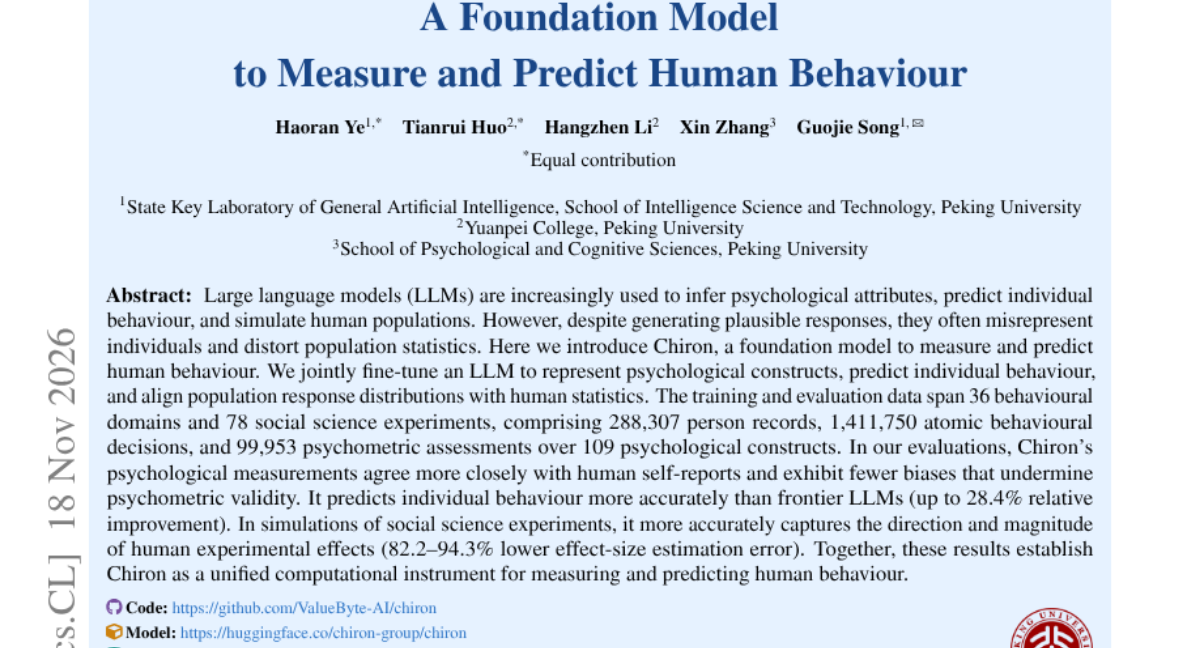 A Foundation Model
to Measure and Predict Human Behaviour
Haoran Ye1,* Tianrui Huo2,* Hangzhen Li2 Xin Zhang3 Guojie Song1,✉
*Equal contribution
1State Key Laboratory of General Artificial Intelligence, School of Intelligence Science and Technology, Peking University
2Yuanpei College, Peking University
3School of Psychological and Cognitive Sciences, Peking University
Abstract: Large language models (LLMs) are increasingly used to infer psychological attributes, predict individual
behaviour, and simulate human populations. However, despite generating plausible responses, they often misrepresent
individuals and distort population statistics. Here we introduce Chiron, a foundation model to measure and predict
human behaviour. We jointly fine-tune an LLM to represent psychological constructs, predict individual behaviour,
and align population response distributions with human statistics. The training and evaluation data span 36 behavioural
domains and 78 social science experiments, comprising 288,307 person records, 1,411,750 atomic behavioural
decisions, and 99,953 psychometric assessments over 109 psychological constructs. In our evaluations, Chiron’s
psychological measurements agree more closely with human self-reports and exhibit fewer biases that undermine
psychometric validity. It predicts individual behaviour more accurately than frontier LLMs (up to 28.4% relative
improvement). In simulations of social science experiments, it more accurately captures the direction and magnitude
of human experimental effects (82.2–94.3% lower effect-size estimation error). Together, these results establish
Chiron as a unified computational instrument for measuring and predicting human behaviour.
Code: https://github.com/ValueByte-AI/chiron
Model: https://huggingface.co/chiron-group/chiron
cs.CL] 18 Nov 2026